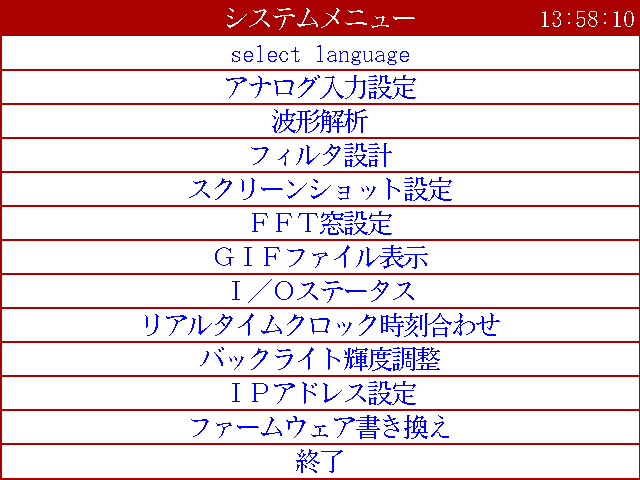 システムメニュー 13:58:10
select language
アナログ入力設定
波形解析
フィルタ設計
スクリーンショット設定
ＦＦＴ窓設定
ＧＩＦファイル表示
Ｉ／Ｏステータス
リアルタイムクロック時刻合わせ
バックライト輝度調整
ＩＰアドレス設定
ファームウェア書き換え
終了